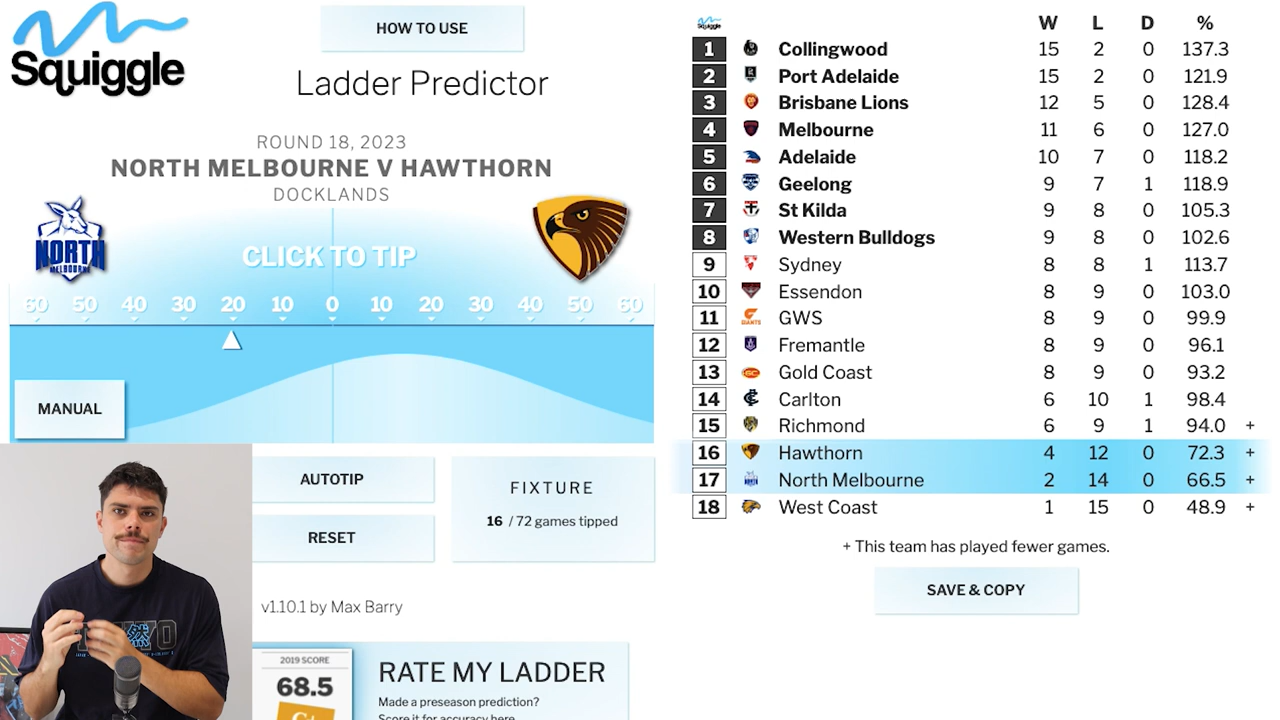 Squiggle
HOW TO USE
Ladder Predictor
ROUND 18, 2023
NORTH MELBOURNE V HAWTHORN
DOCKLANDS
NORTH
MELBOURNE
CLICK TO TIP
60 50 40 30 20 10 0 10 20 30 40 50 60
MANUAL
AUTOTIP
RESET
FIXTURE
16 / 72 games tipped
v1.10.1 by Max Barry
2019 SCORE
68.5
RATE MY LADDER
Made a preseason prediction?
Score it for accuracy here
Squiggle W L D %
1 Collingwood 15 2 0 137.3
2 Port Adelaide 15 2 0 121.9
3 Brisbane Lions 12 5 0 128.4
4 Melbourne 11 6 0 127.0
5 Adelaide 10 7 0 118.2
6 Geelong 9 7 1 118.9
7 St Kilda 9 8 0 105.3
8 Western Bulldogs 9 8 0 102.6
9 Sydney 8 8 1 113.7
10 Essendon 8 9 0 103.0
11 GWS 8 9 0 99.9
12 Fremantle 8 9 0 96.1
13 Gold Coast 8 9 0 93.2
14 Carlton 6 10 1 98.4
15 Richmond 6 9 1 94.0 +
16 Hawthorn 4 12 0 72.3 +
17 North Melbourne 2 14 0 66.5 +
18 West Coast 1 15 0 48.9 +
+ This team has played fewer games.
SAVE & COPY